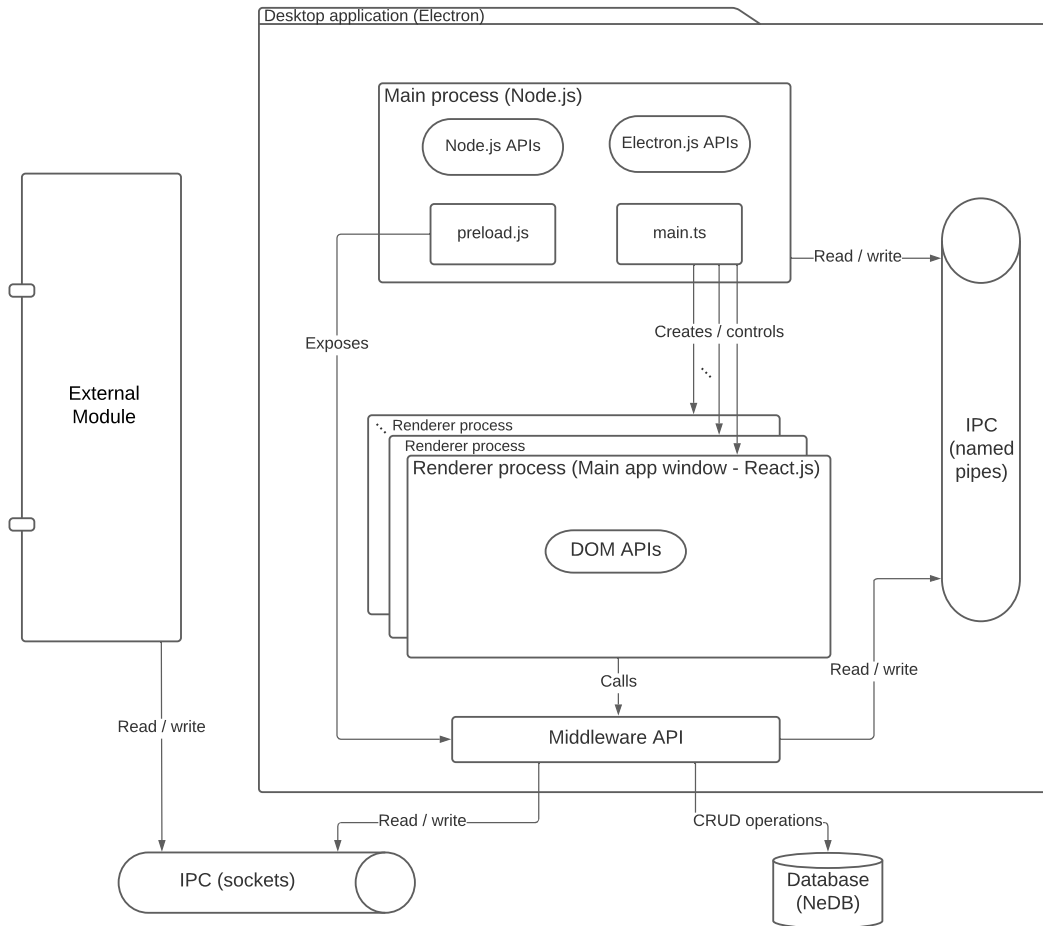 Desktop application (Electron)
Main process (Node.js)
Node.js APIs
Electron.js APIs
preload.js
main.ts
Read / write
Exposes
Creates / controls
...
External
Module
IPC
(named
pipes)
... Renderer process
Renderer process
Renderer process (Main app window - React.js)
DOM APIs
Calls
Read / write
Read / write
Middleware API
Read / write
CRUD operations
IPC (sockets)
Database
(NeDB)